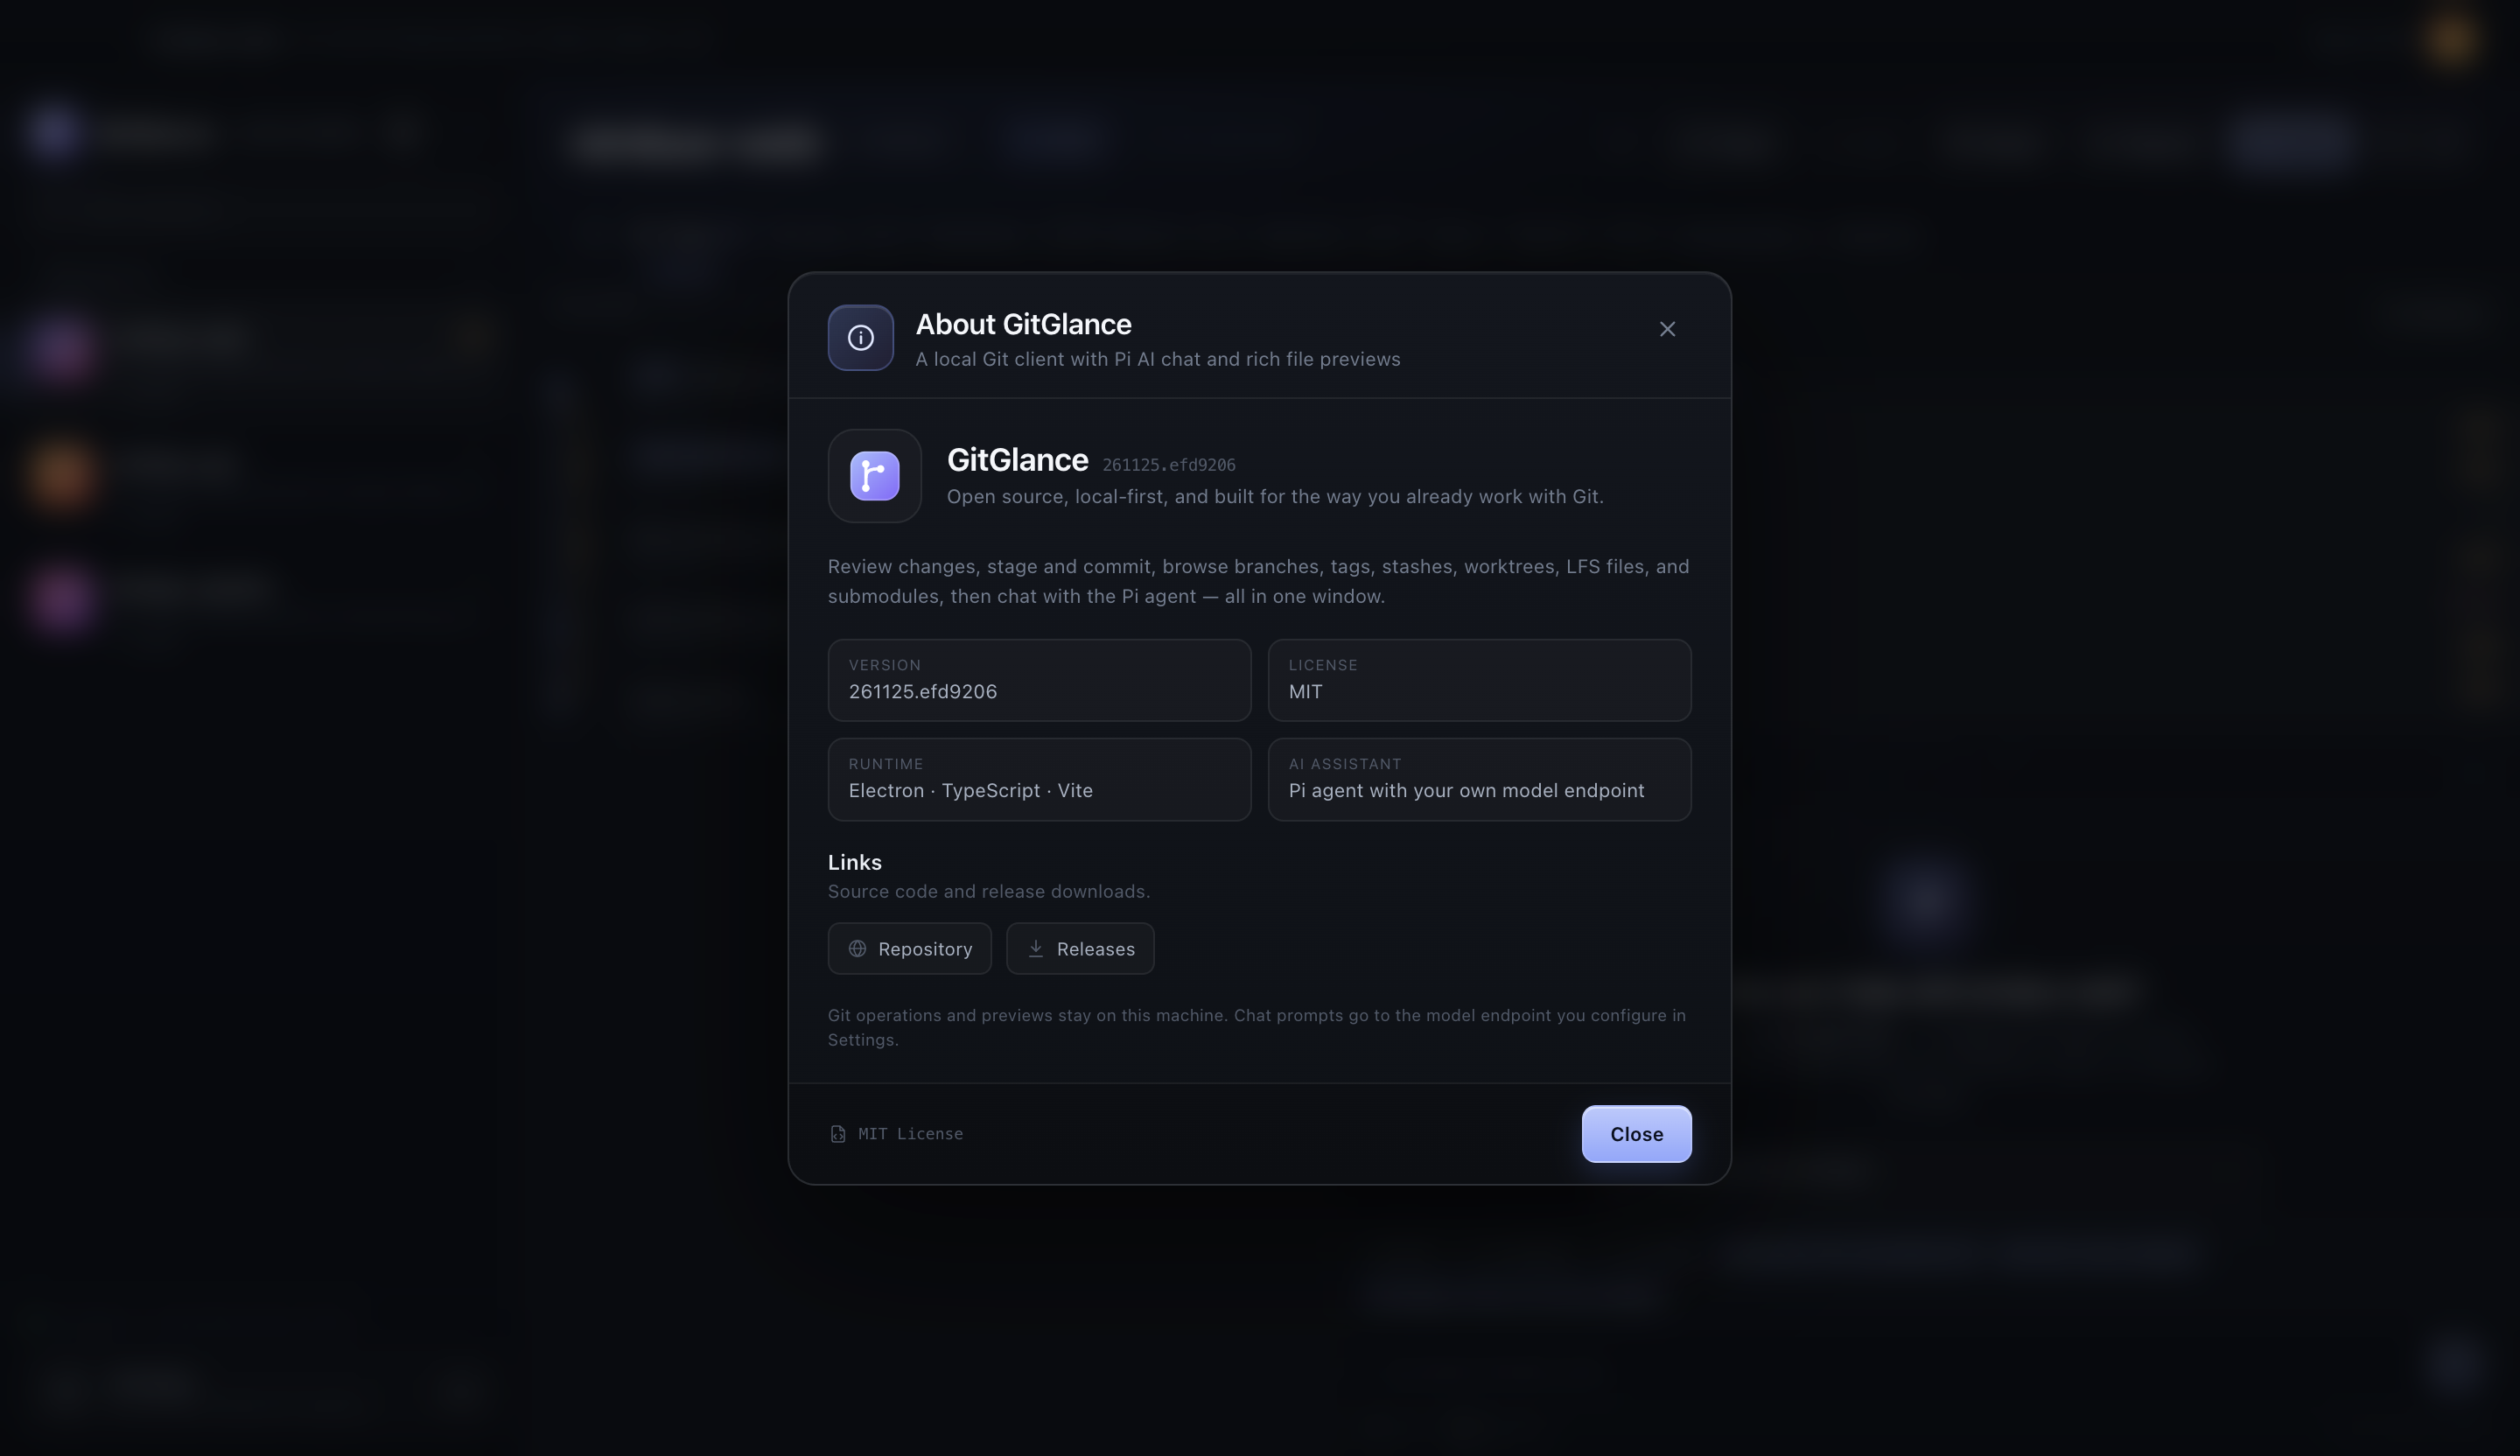 About GitGlance
A local Git client with Pi AI chat and rich file previews
GitGlance 261125.efd9206
Open source, local-first, and built for the way you already work with Git.
Review changes, stage and commit, browse branches, tags, stashes, worktrees, LFS files, and
submodules, then chat with the Pi agent — all in one window.
VERSION
261125.efd9206
LICENSE
MIT
RUNTIME
Electron · TypeScript · Vite
AI ASSISTANT
Pi agent with your own model endpoint
Links
Source code and release downloads.
Repository
Releases
Git operations and previews stay on this machine. Chat prompts go to the model endpoint you configure in
Settings.
MIT License
Close